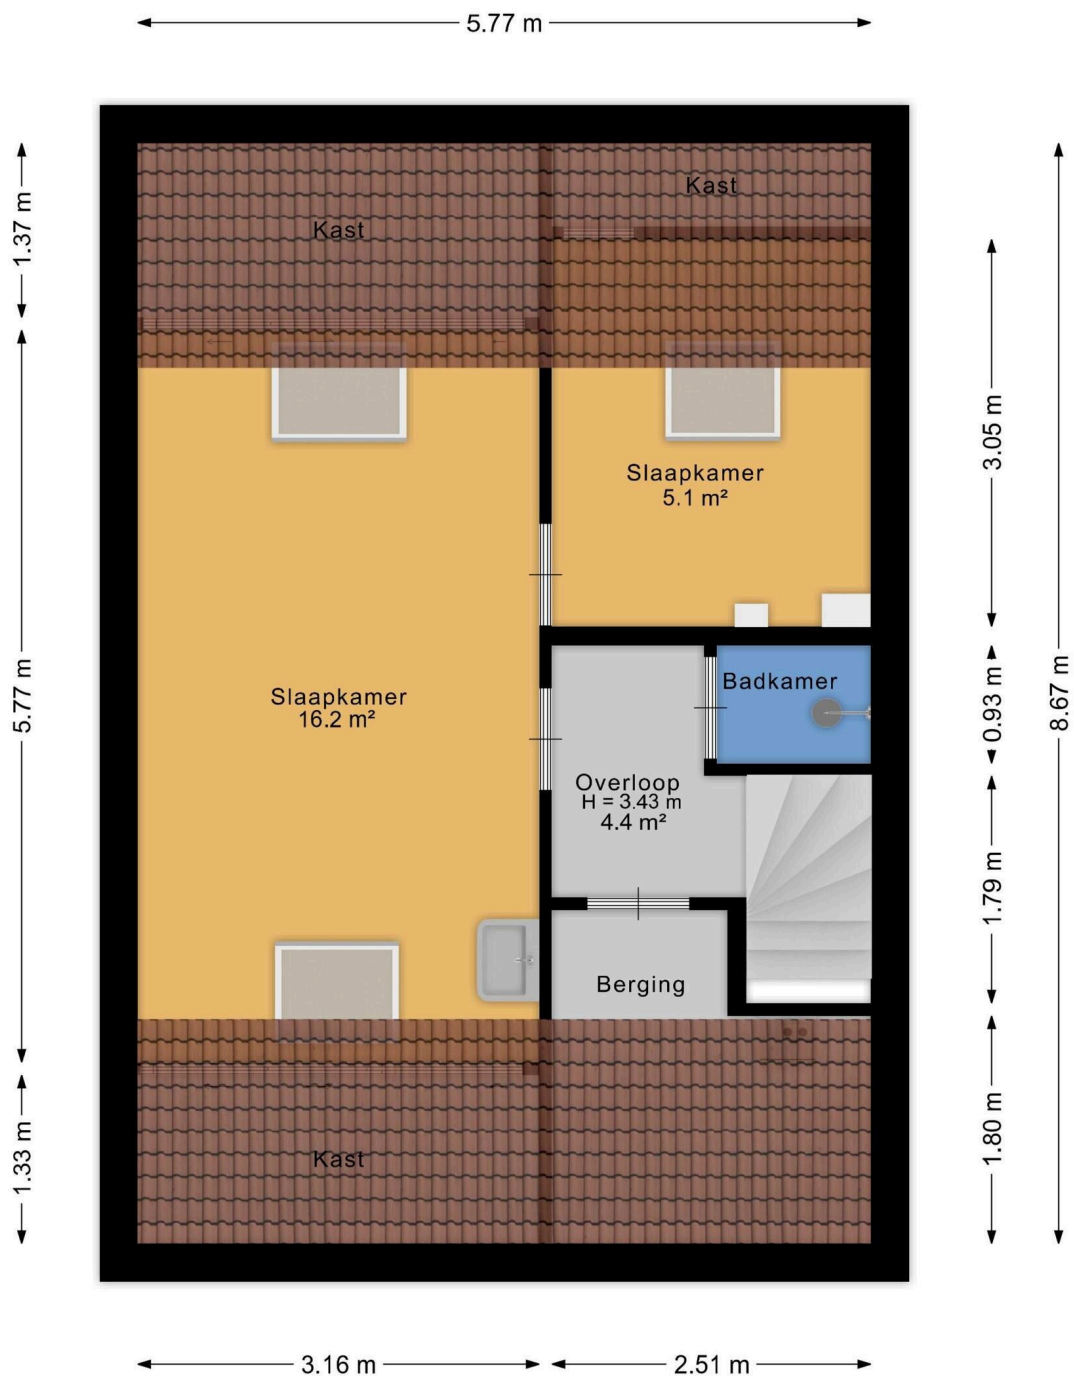 5.77 m
Kast
Kast
1.37 m
3.05 m
Slaapkamer
5.1 m²
5.77 m
Slaapkamer
16.2 m²
Badkamer
0.93 m
8.67 m
Overloop
H = 3.43 m
4.4 m²
1.79 m
Berging
1.33 m
Kast
1.80 m
3.16 m
2.51 m